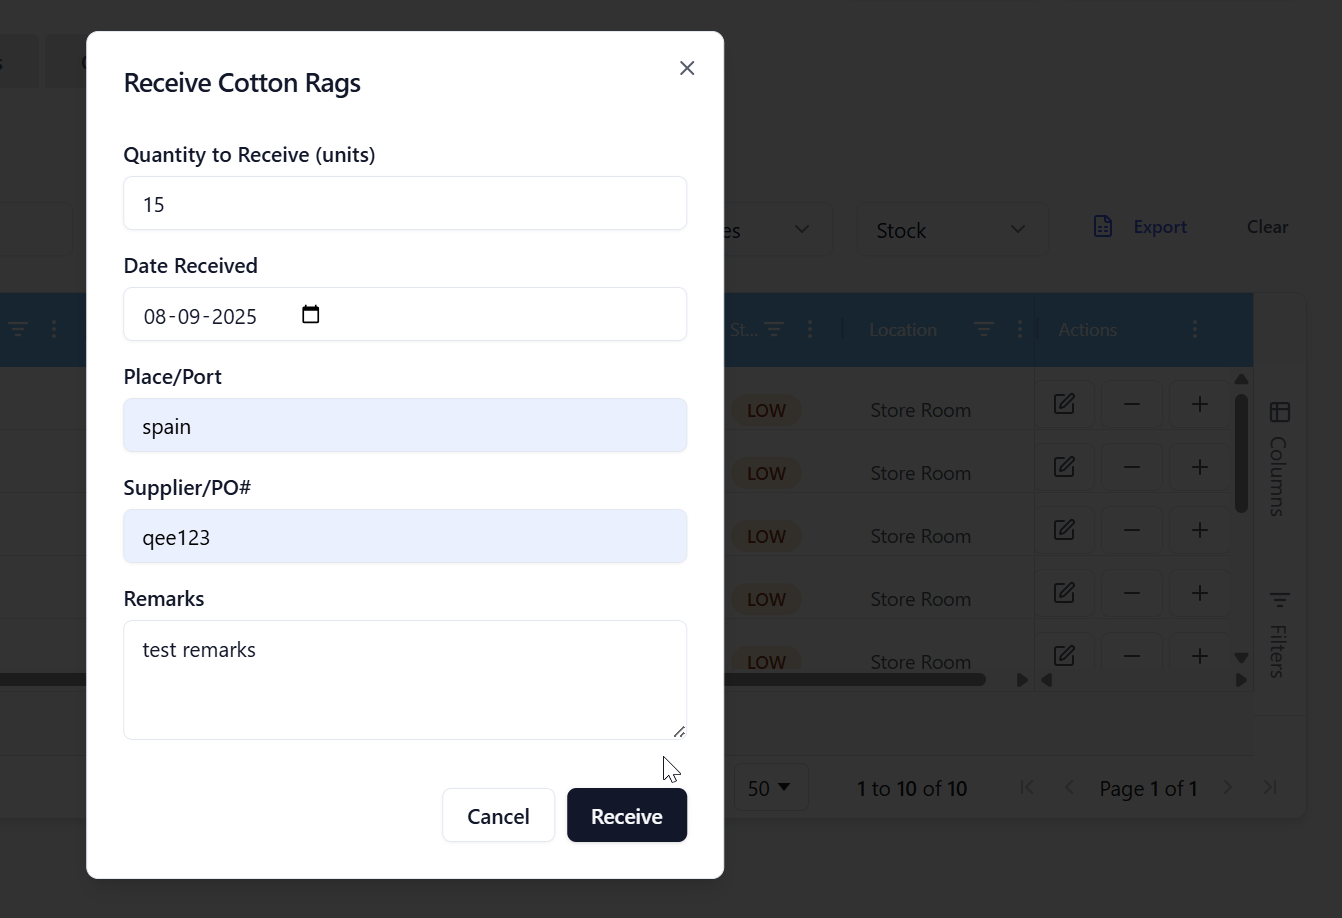 Receive Cotton Rags
Quantity to Receive (units)
15
Date Received
08-09-2025
Place/Port
spain
Supplier/PO#
qee123
Remarks
test remarks
Cancel
Receive
Stock
Export
Clear
St...
Location
Actions
LOW
Store Room
LOW
Store Room
LOW
Store Room
LOW
Store Room
LOW
Store Room
Columns
Filters
50
1 to 10 of 10
Page 1 of 1